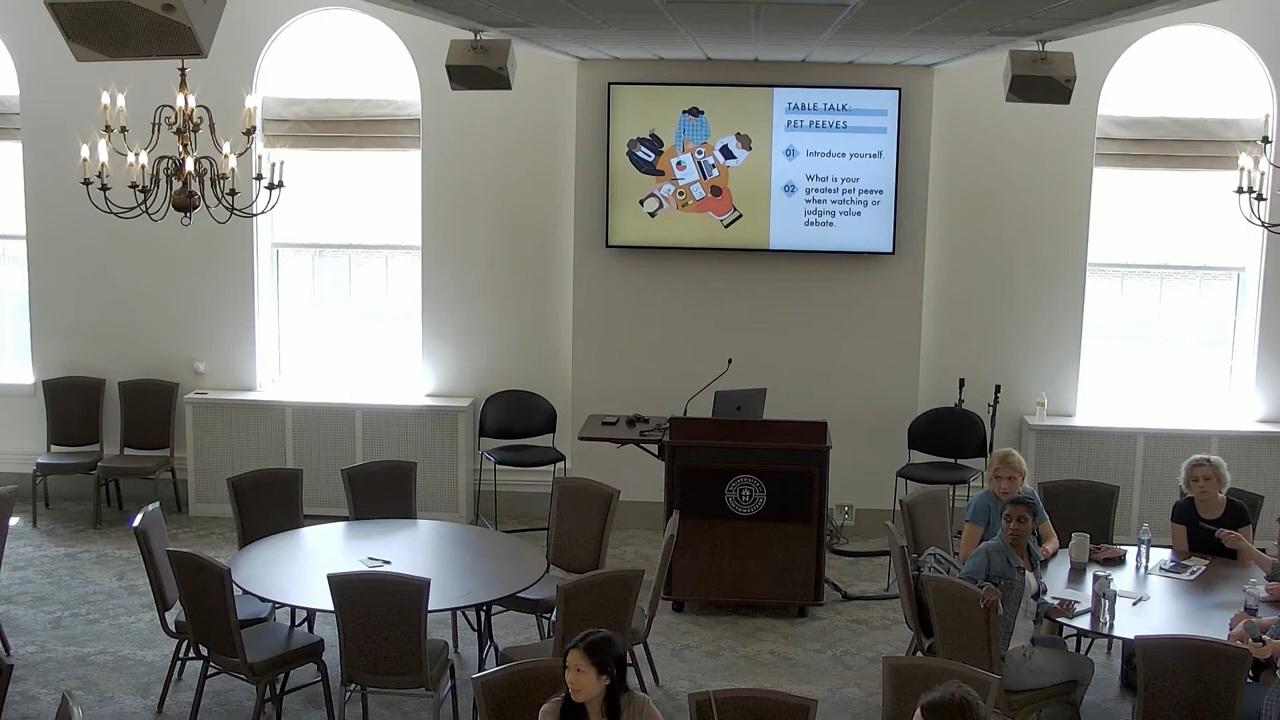 TABLE TALK:
PET PEEVES
01 Introduce yourself.
02 What is your
greatest pet peeve
when watching or
judging value
debate.
UNIVERSITY